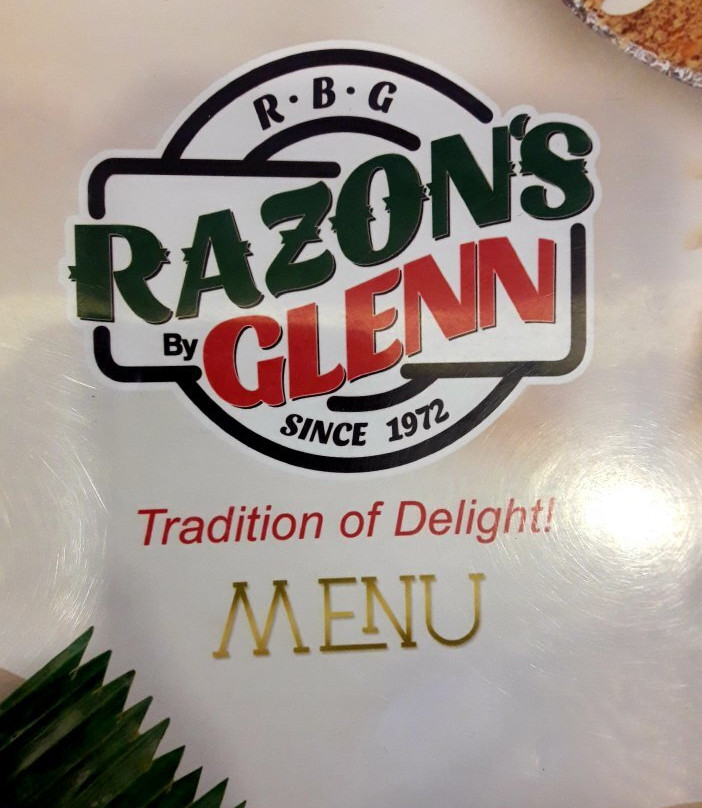 R·B·G
RAZON'S
By GLENN
SINCE 1972
Tradition of Delight!
MENU